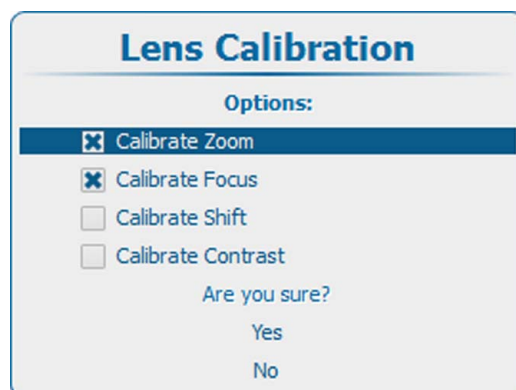 Lens Calibration
Options:
Calibrate Zoom
Calibrate Focus
Calibrate Shift
Calibrate Contrast
Are you sure?
Yes
No